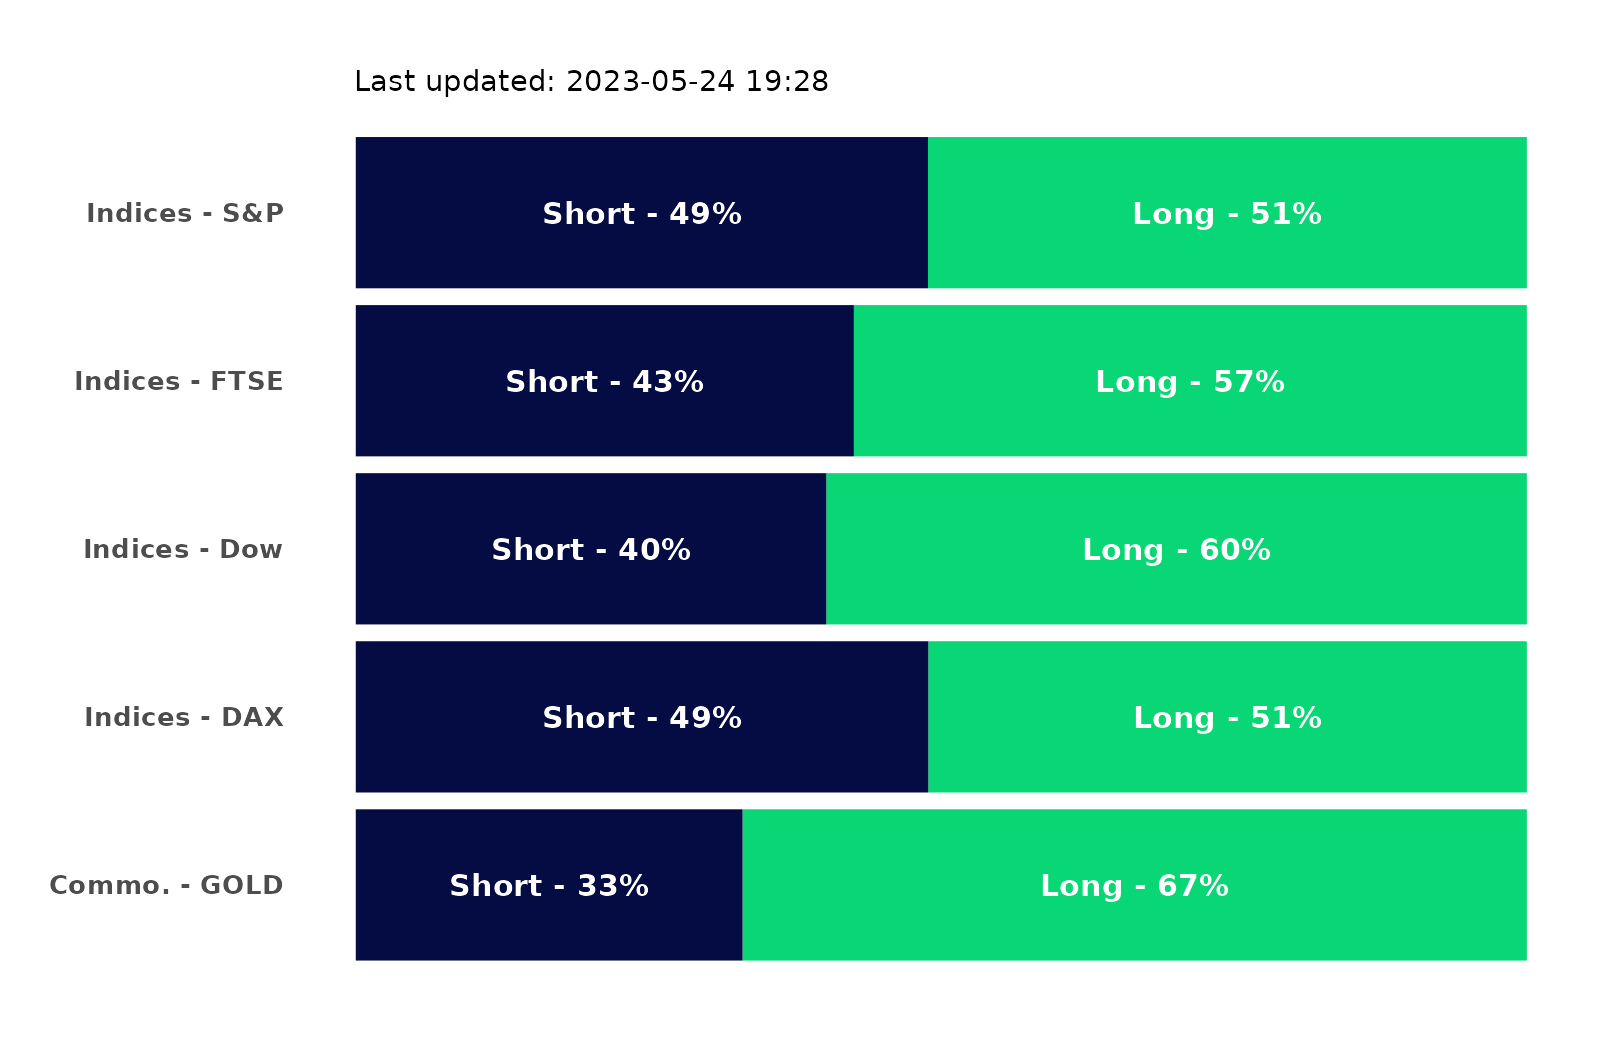 Last updated: 2023-05-24 19:28
Indices - S&P Short - 49% Long - 51%
Indices - FTSE Short - 43% Long - 57%
Indices - Dow Short - 40% Long - 60%
Indices - DAX Short - 49% Long - 51%
Commo. - GOLD Short - 33% Long - 67%